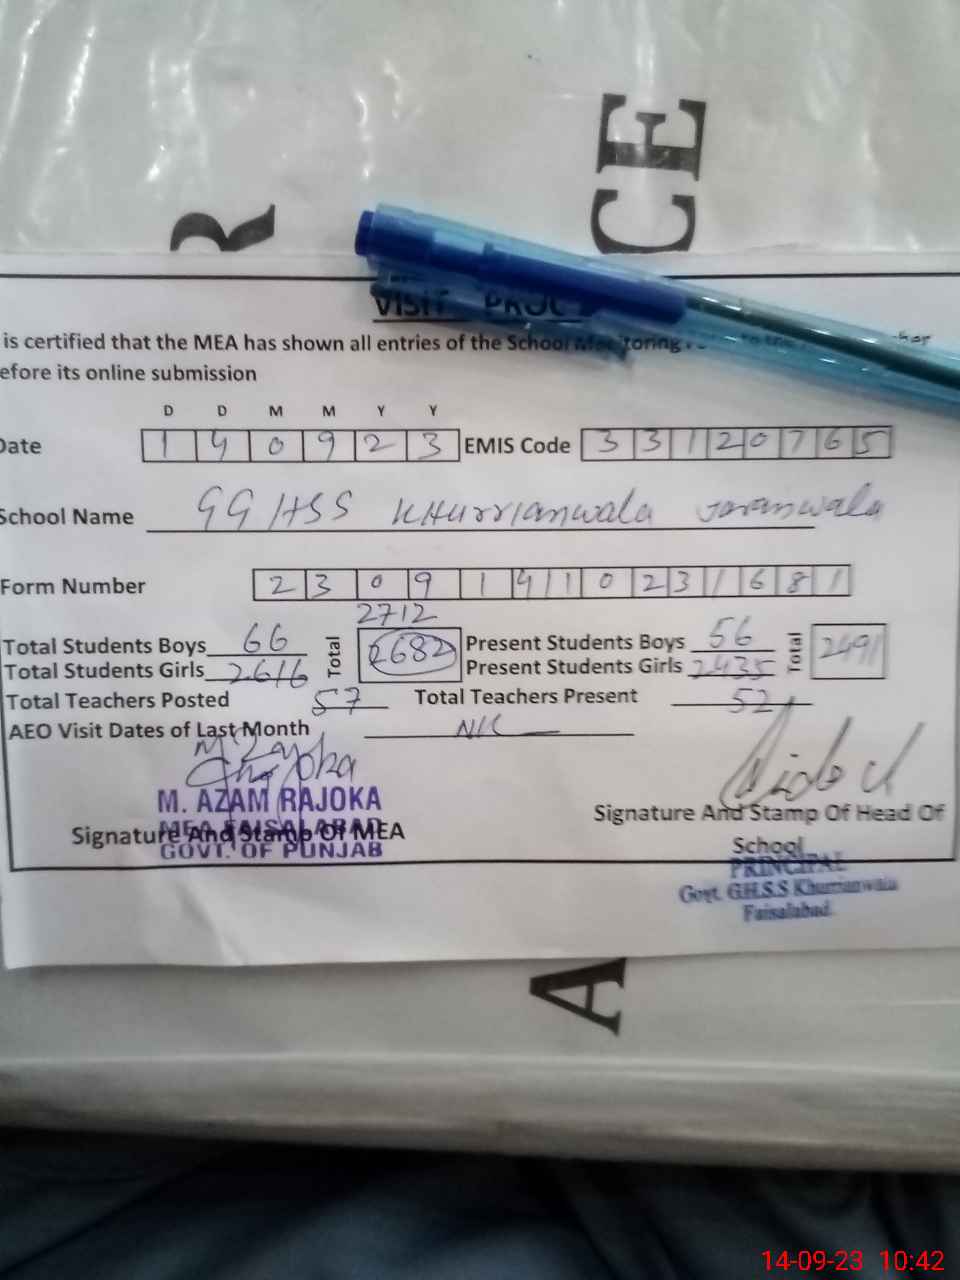 R
CE
VISIT PROO
is certified that the MEA has shown all entries of the School Monitoring to the
efore its online submission
D D M M Y Y
Date 1 4 0 9 2 3 EMIS Code 3 3 1 2 0 7 6 5
School Name GGHSS KHurrianwala Jaranwala
Form Number 2 3 0 9 1 4 1 0 2 3 1 6 8 1
2712
Total Students Boys 66 Total 2682 Present Students Boys 56 Total 2491
Total Students Girls 2616 Present Students Girls 2435
Total Teachers Posted 57 Total Teachers Present 52
AEO Visit Dates of Last Month
M. AZAM RAJOKA
MEA FAISALABAD
GOVT. OF PUNJAB
Signature And Stamp Of MEA
Signature And Stamp Of Head Of
School
PRINCIPAL
Govt. G.H.S.S Khurrianwala
Faisalabad.
A
14-09-23 10:42